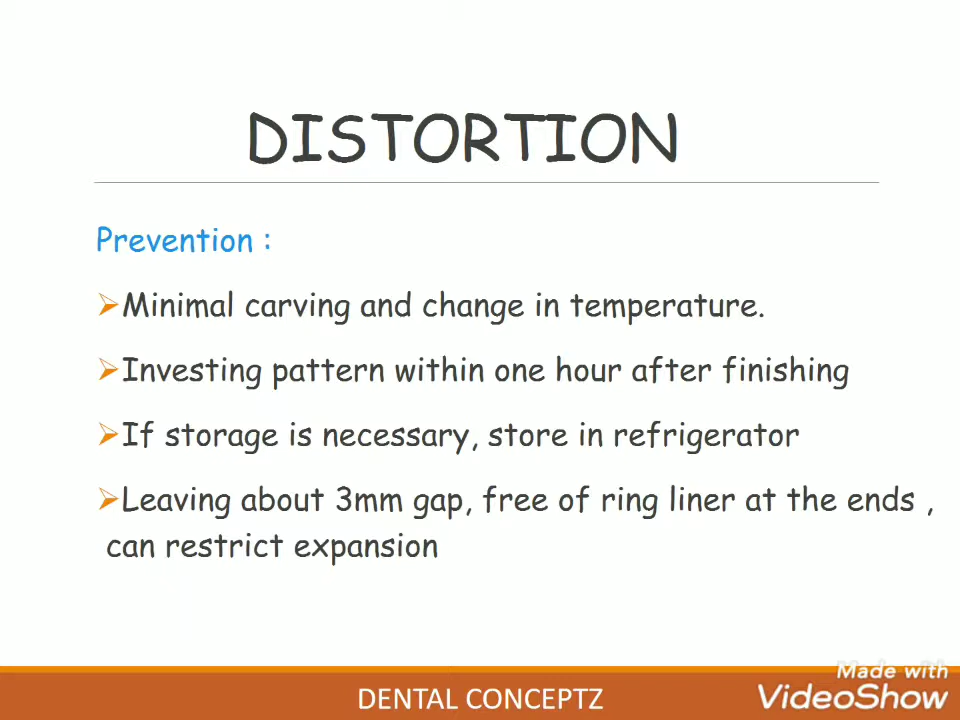 DISTORTION
Prevention :
➢Minimal carving and change in temperature.
➢Investing pattern within one hour after finishing
➢If storage is necessary, store in refrigerator
➢Leaving about 3mm gap, free of ring liner at the ends ,
can restrict expansion
Made with
VideoShow
DENTAL CONCEPTZ